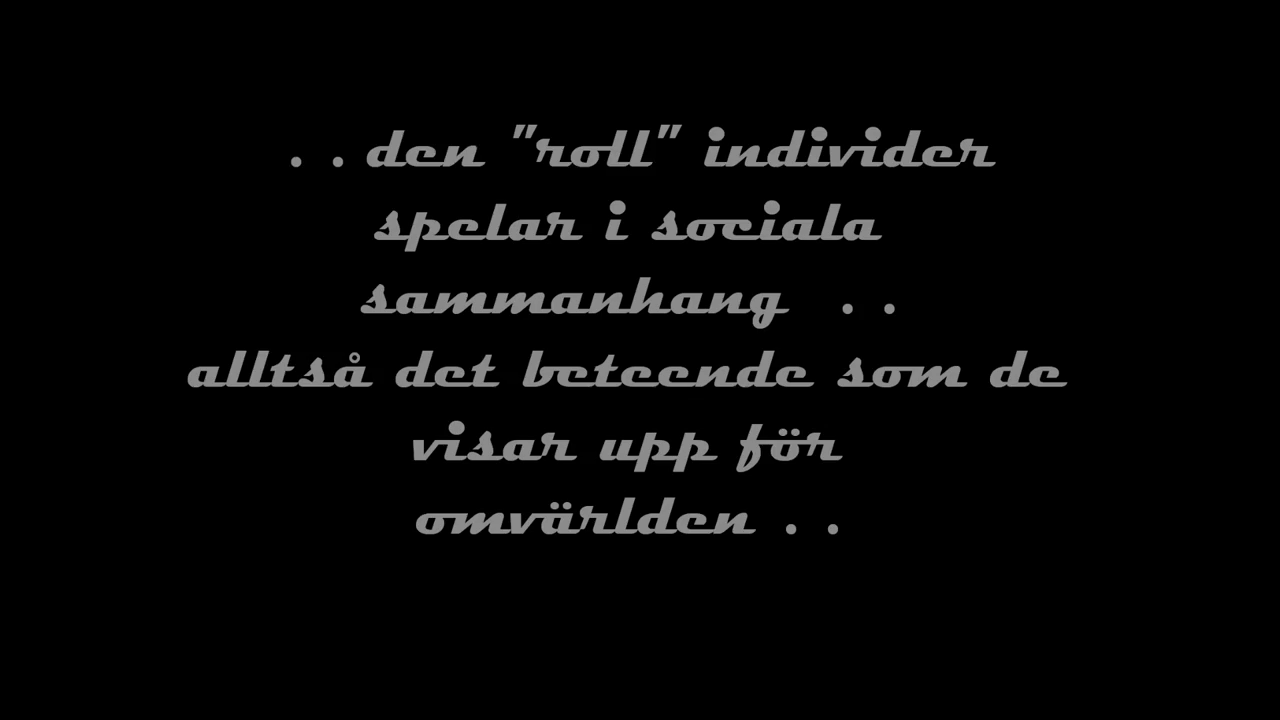 . . den "roll" individer
spelar i sociala
sammanhang . .
alltså det beteende som de
visar upp för
omvärlden . .